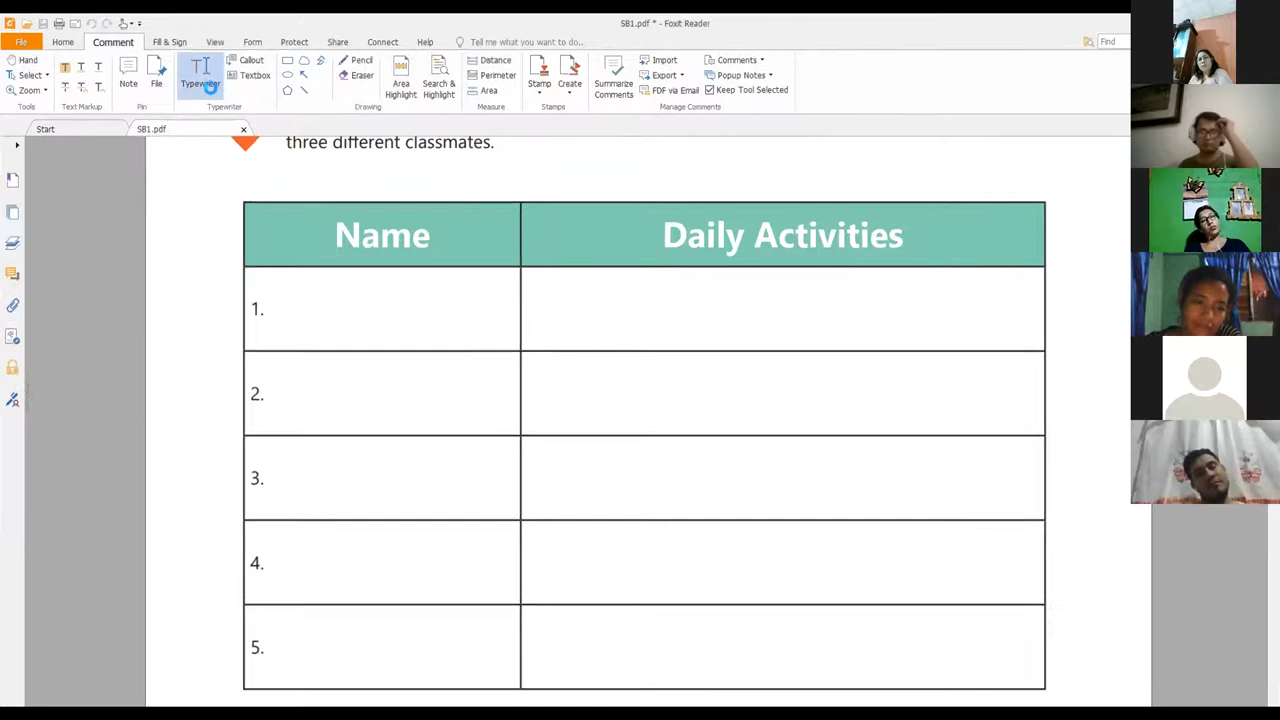 SB1.pdf * - Foxit Reader
File Home Comment Fill & Sign View Form Protect Share Connect Help Tell me what you want to do.. Find
Hand
Select
Zoom
Tools
Text Markup
Note
File
Pin
Typewriter
Callout
Textbox
Typewriter
Pencil
Eraser
Drawing
Area Highlight
Search & Highlight
Distance
Perimeter
Area
Measure
Stamp
Create
Stamps
Summarize Comments
Import
Export
FDF via Email
Comments
Popup Notes
Keep Tool Selected
Manage Comments
Start SB1.pdf
three different classmates.
Name Daily Activities
1.
2.
3.
4.
5.